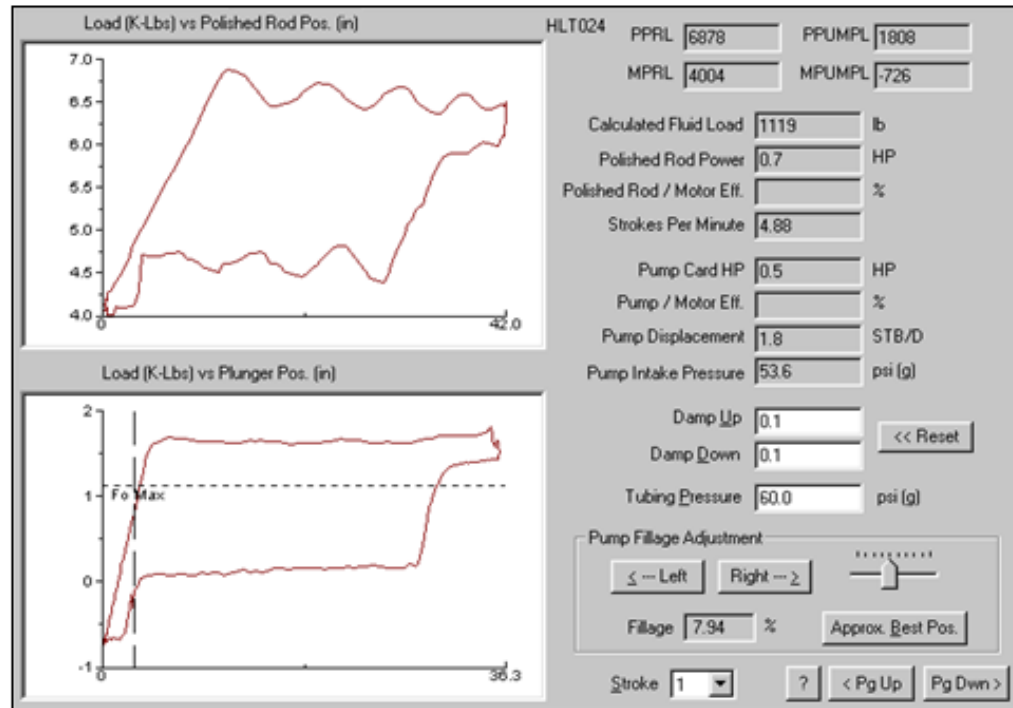 Load (K-Lbs) vs Polished Rod Pos. (in)
7.0
6.5
6.0
5.5
5.0
4.5
4.0
0
42.0
Load (K-Lbs) vs Plunger Pos. (in)
2
1
Fo Max
0
-1
0
36.3
HLT024
PPRL 6878 PPUMPL 1808
MPRL 4004 MPUMPL -726
Calculated Fluid Load 1119 lb
Polished Rod Power 0.7 HP
Polished Rod / Motor Eff. %
Strokes Per Minute 4.88
Pump Card HP 0.5 HP
Pump / Motor Eff. %
Pump Displacement 1.8 STB/D
Pump Intake Pressure 53.6 psi (g)
Damp Up 0.1
<< Reset
Damp Down 0.1
Tubing Pressure 60.0 psi (g)
Pump Fillage Adjustment
< --- Left Right --- >
Fillage 7.94 % Approx. Best Pos.
Stroke 1 ? < Pg Up Pg Dwn >